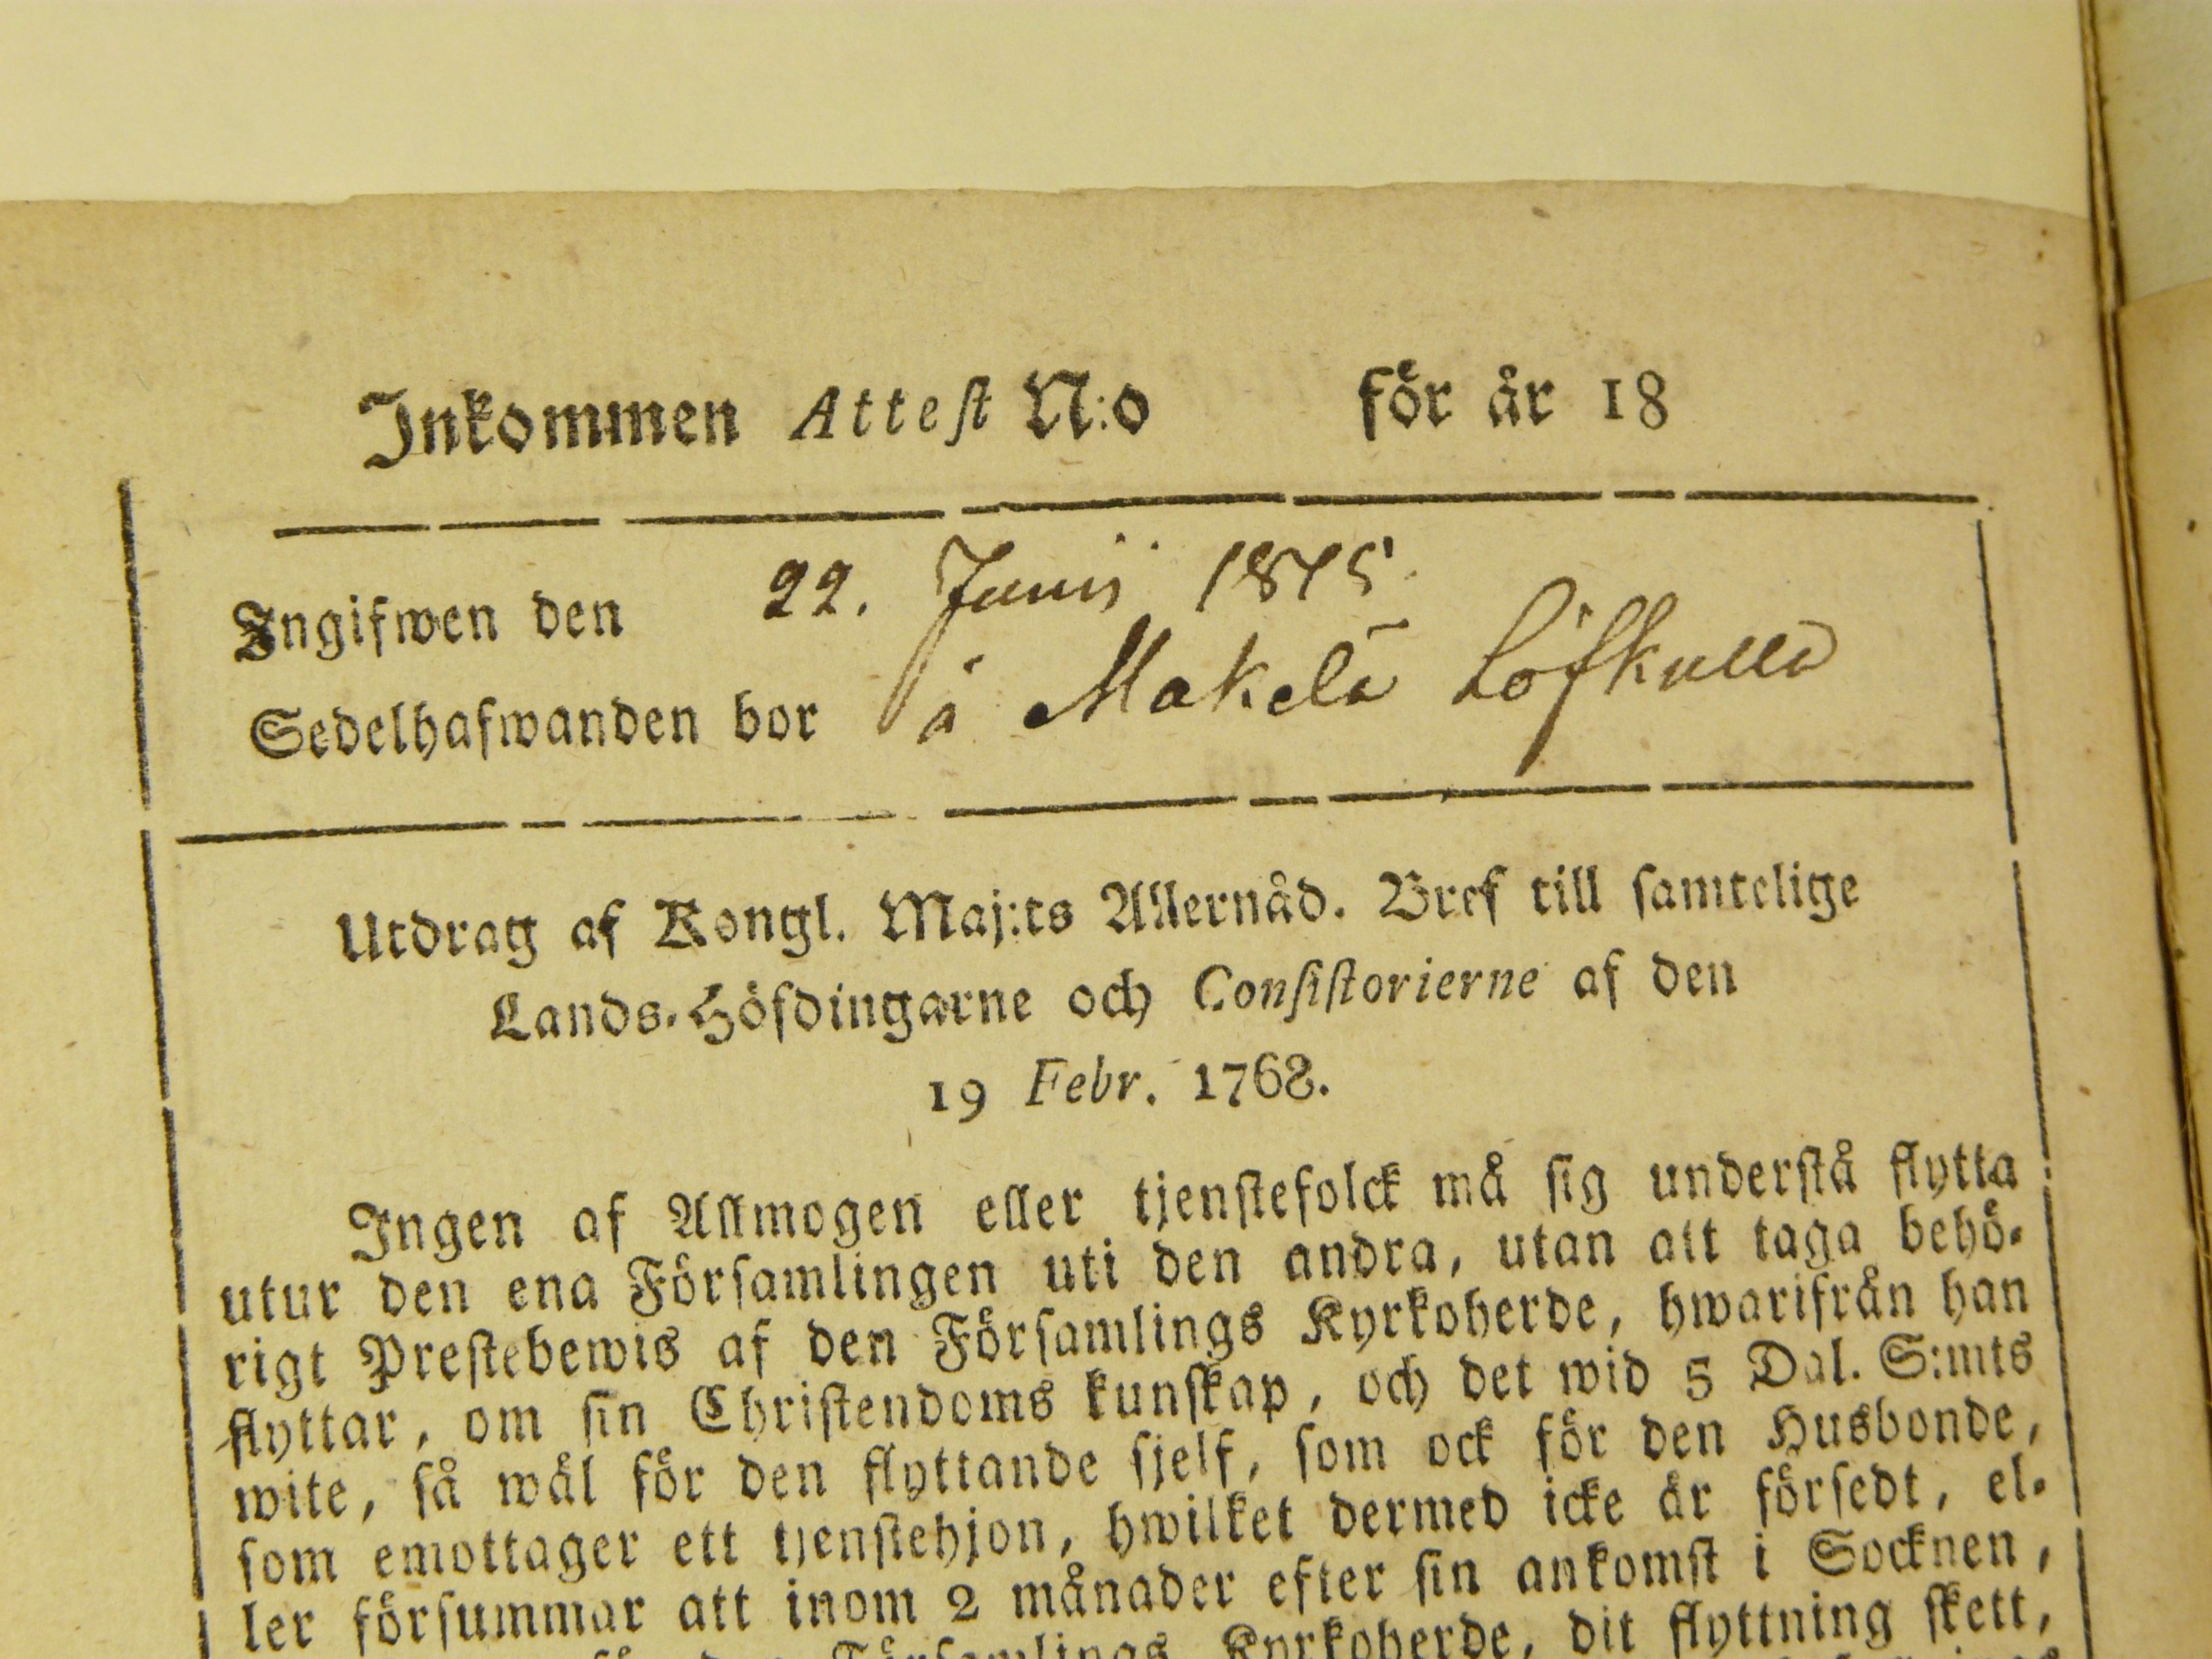 Inkommen Attest N:o för år 18
Ingifwen den 22. Junij 1815.
Sedelhafwanden bor å Makelä Löfkulla
Utdrag af Kongl. Maj:ts Allernåd. Bref till samtelige
Lands-Höfdingarne och Consistorierne af den
19 Febr. 1768.
Ingen af Allmogen eller tjenstefolck må sig understå flytta
utur den ena Församlingen uti den andra, utan att taga behö-
rigt Prestebewis af den Församlings Kyrkoherde, hwarifrån han
flyttar, om sin Christendoms kunskap, och det wid 5 Dal. S:mts
wite, så wäl för den flyttande sjelf, som ock för den Husbonde,
som emottager ett tjenstehjon, hwilket dermed icke är försedt, el-
ler försummar att inom 2 månader efter sin ankomst i Socknen,
Församlings Kyrkoherde, dit flyttning skett,